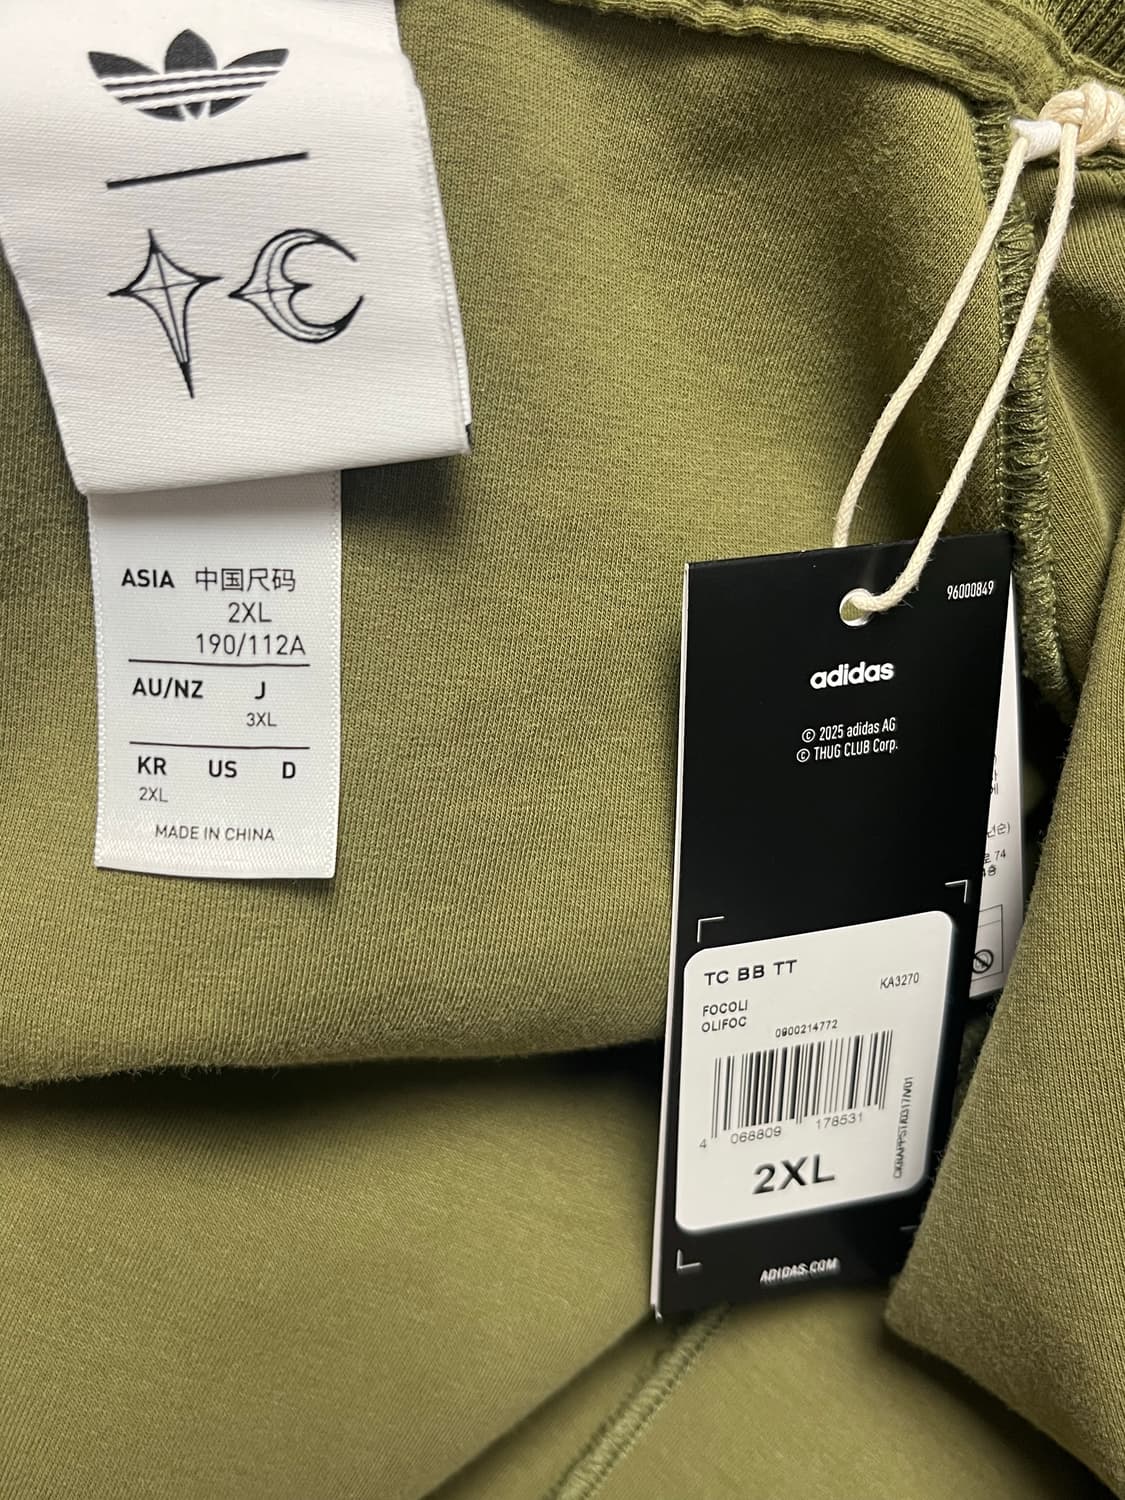 ASIA 中国尺码
2XL
190/112A
AU/NZ J
3XL
KR US D
2XL
MADE IN CHINA
96000849
adidas
© 2025 adidas AG
© THUG CLUB Corp.
TC BB TT
KA3270
FOCOLI
OLIFOC
0900214772
4 068809 178531
2XL
ADIDAS.COM
74